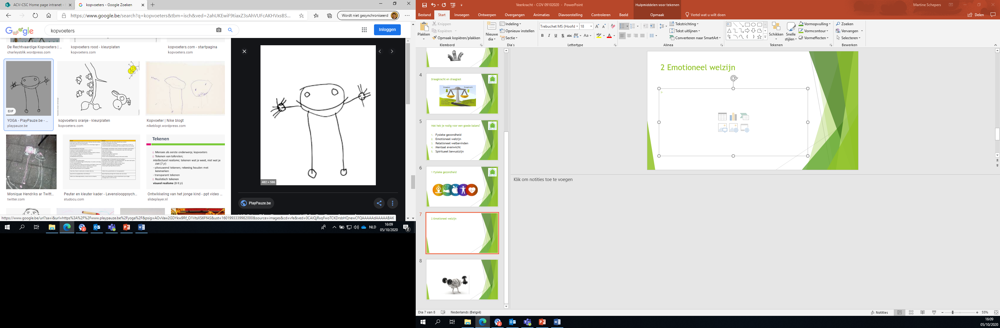 ACV-CSC Home page intranet -
kopvoeters - Google Zoeken
https://www.google.be/search?q=kopvoeters&tbm=isch&ved=2ahUKEwiF9tiaxZ3sAhVUFcAKHVxsBS...
Wordt niet gesynchroniseerd
Google
kopvoeters
Inloggen
De Rechtvaardige Kopvoeters | ...
charleysblik.wordpress.com
kopvoeters rood - kleurplaten
kopvoeters.com
kopvoeters.com - startpagina
kopvoeters.com
GIF
YOGA - PlayPauze.be - ...
playpauze.be
kopvoeters oranje - kleurplaten
kopvoeters.com
Kopvoeter | Nike blogt
nikeblogt.wordpress.com
Tekenen
Mensen als eerste onderwerp; kopvoeters
Tekenen van taferelen;
intellectueel realisme; tekenen wat je weet, niet wat je
ziet (7 jr)
- uitvouwend tekenen; rekening houden met
kenmerken
- transparant tekenen
Realistisch tekenen
visueel realisme (8-9 jr)
Monique Hendriks ar Twitt...
twitter.com
Peuter en kleuter kader - Levenslooppsych...
studocu.com
Ontwikkeling van het jonge kind - ppt video ...
slideplayer.nl
482 × 586
PlayPauze.be
https://www.google.be/url?sa=i&url=https%3A%2F%2Fwww.playpauze.be%2Fyoga%2F&psig=AOvVaw2GDYkw9Rf_O1VtsXS6FfAS&ust=1601993339982000&source=images&cd=vfe&ved=0CAIQjRxqFwoTCKDrsbHQnewCFQAAAAAdAAAAABAK
2
NLD
16:09
05/10/2020
2
Veerkracht - COV 09102020 - PowerPoint
Hulpmiddelen voor tekenen
Martine Schepers
Bestand
Start
Invoegen
Ontwerpen
Overgangen
Animaties
Diavoorstelling
Controleren
Beeld
Opmaak
Vertel wat u wilt doen
Delen
Plakken
Knippen
Kopiëren
Opmaak kopiëren/plakken
Klembord
Nieuwe
dia
Indeling
Opnieuw instellen
Sectie
Dia's
Trebuchet MS (Hoofd
18
B I U S abc AV Aa
Lettertype
Tekstrichting
Tekst uitlijnen
Converteren naar SmartArt
Alinea
Schikken
Snelle
stijlen
Vormopvulling
Vormcontour
Vormeffecten
Tekenen
Zoeken
Vervangen
Selecteren
Bewerken
4
Draagkracht en draaglast
Draaglast
Draagkracht
5
Wat heb je nodig voor een goede balans?
1. Fysieke gezondheid
2. Emotioneel welzijn
3. Relationeel welbevinden
4. Mentaal evenwicht
5. Spiritueel bewustzijn
6
1 Fysieke gezondheid
7
2 Emotioneel welzijn
8
2 Emotioneel welzijn
Klik om notities toe te voegen
Dia 7 van 8
Nederlands (België)
Notities
55%
2
16:09
05/10/2020